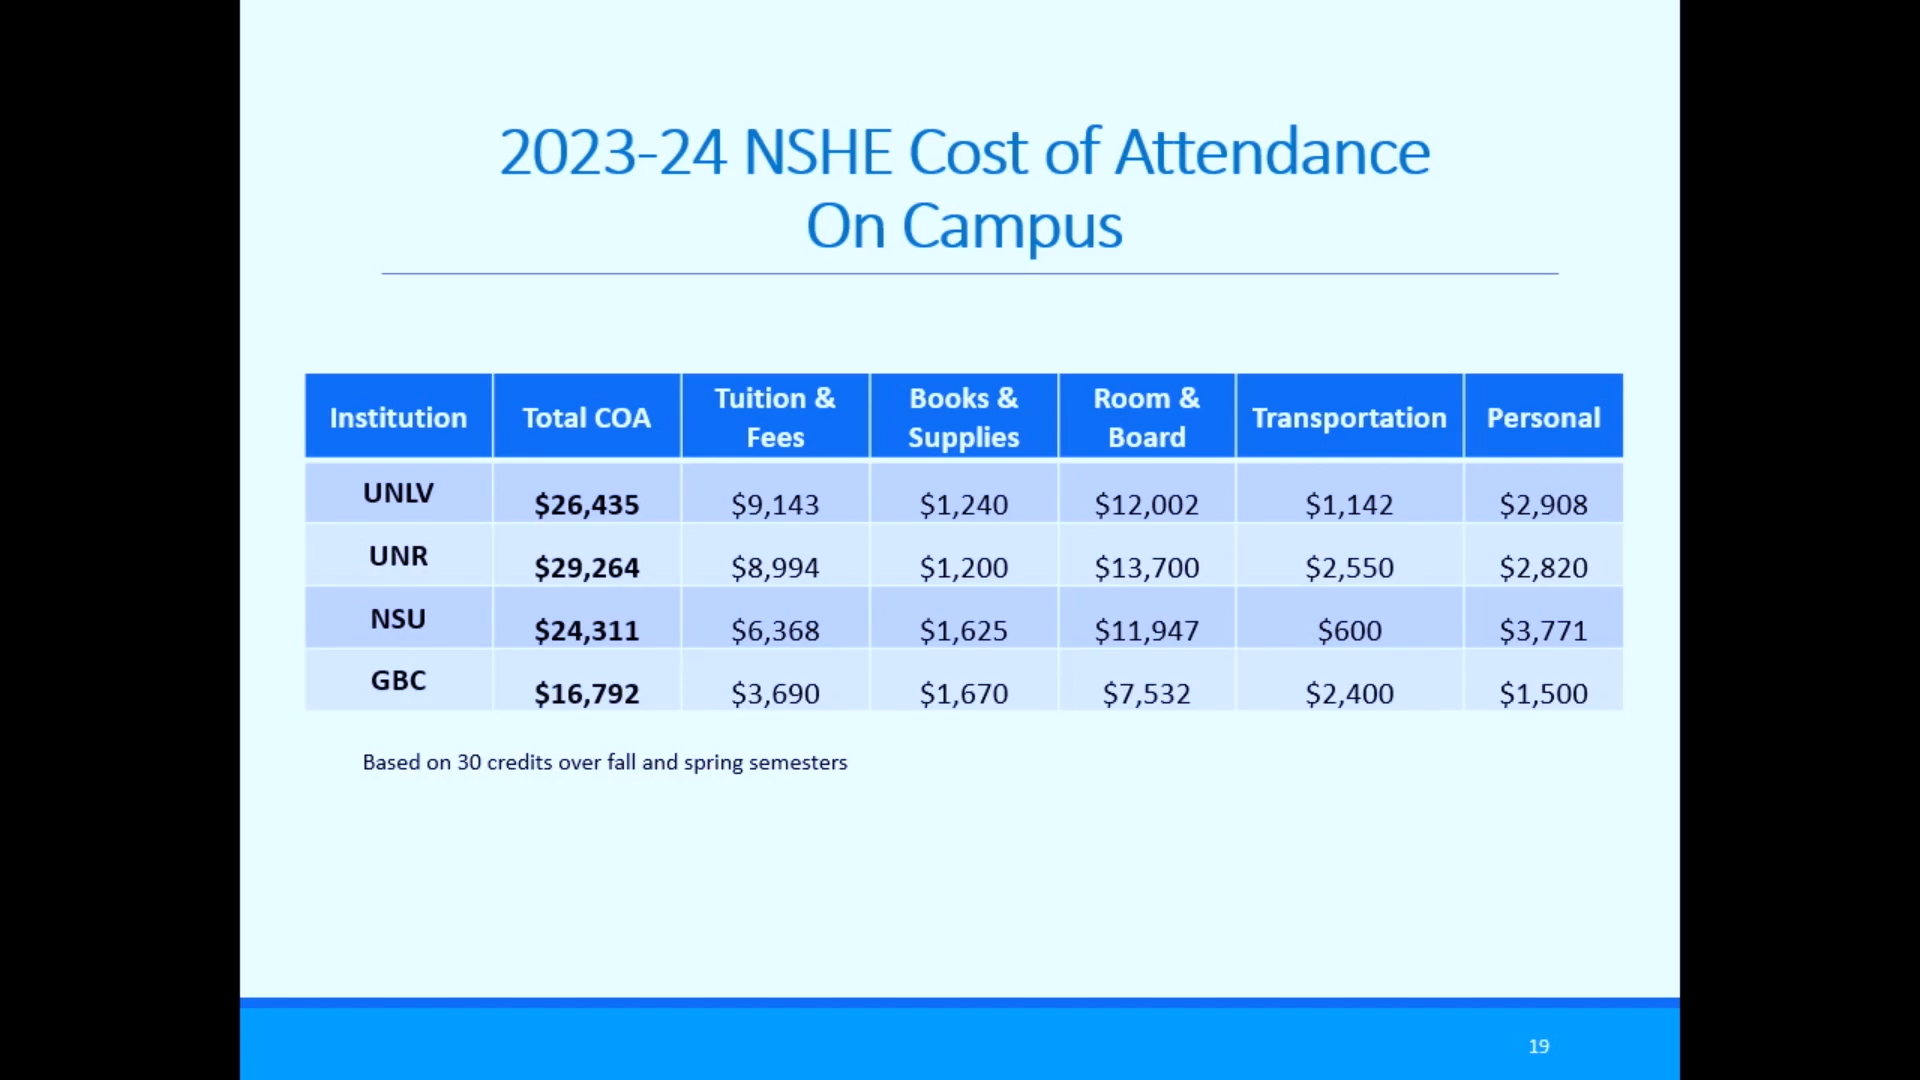 2023-24 NSHE Cost of Attendance
On Campus
Institution Total COA Tuition & Fees Books & Supplies Room & Board Transportation Personal
UNLV $26,435 $9,143 $1,240 $12,002 $1,142 $2,908
UNR $29,264 $8,994 $1,200 $13,700 $2,550 $2,820
NSU $24,311 $6,368 $1,625 $11,947 $600 $3,771
GBC $16,792 $3,690 $1,670 $7,532 $2,400 $1,500
Based on 30 credits over fall and spring semesters
19